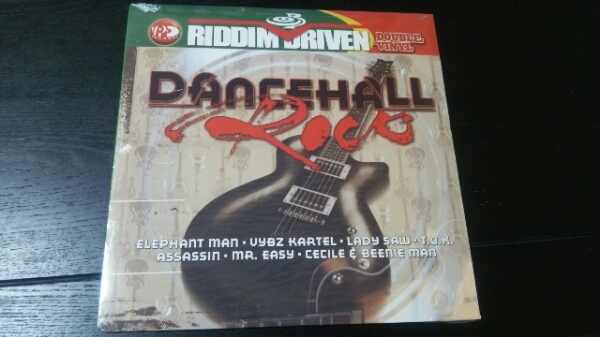 RIDDIM DRIVEN
DOUBLE
VINYL
DANCEHALL
Rock
ELEPHANT MAN • VYBZ KARTEL • LADY SAW • T.O.K.
ASSASSIN • MR. EASY • CECILE & BEENIE MAN